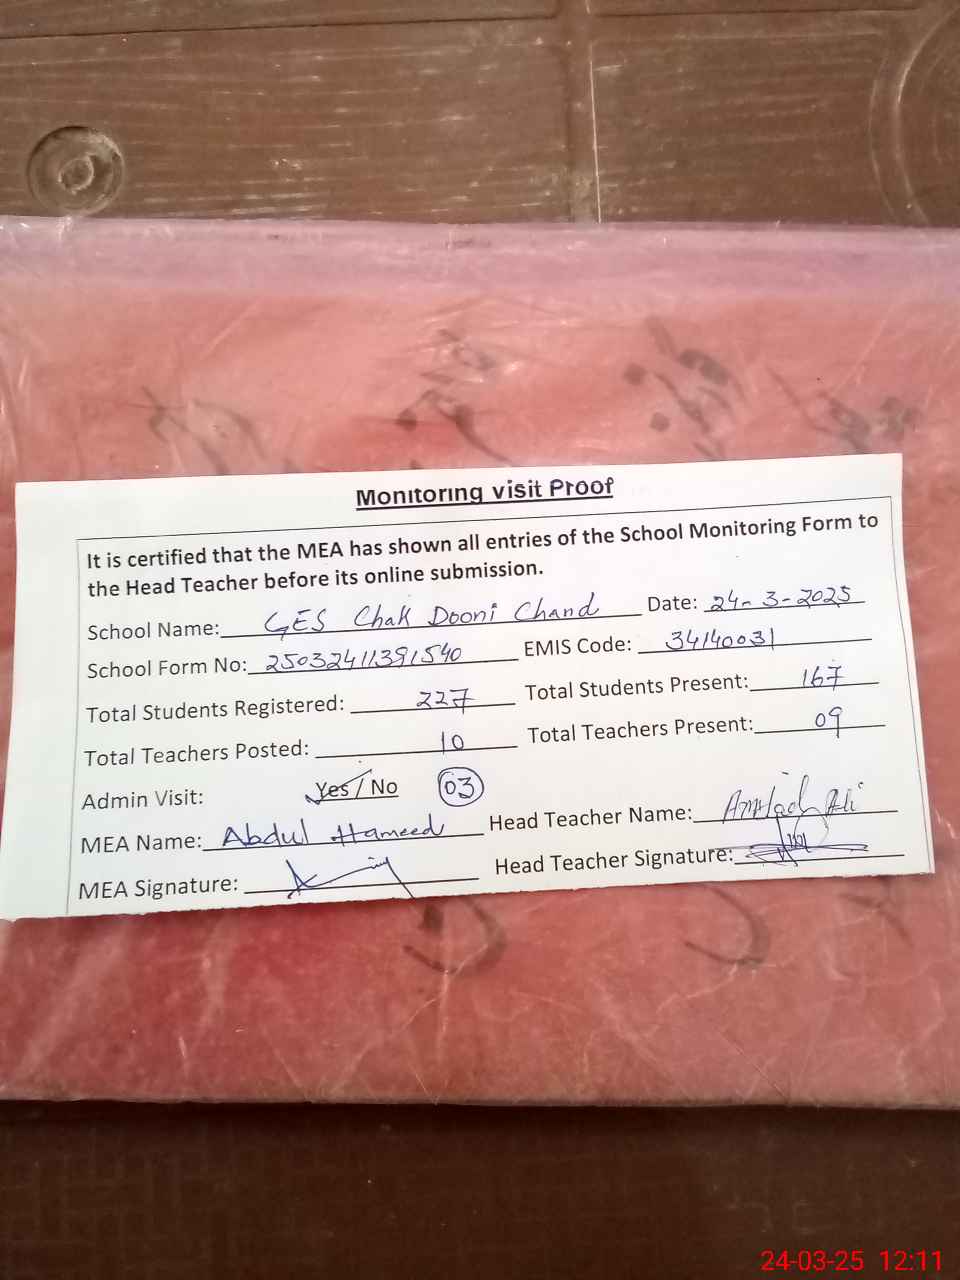 Monitoring visit Proof
It is certified that the MEA has shown all entries of the School Monitoring Form to
the Head Teacher before its online submission.
School Name: GES Chak Dooni Chand Date: 24-3-2025
School Form No: 25032411391540 EMIS Code: 34140031
Total Students Registered: 227 Total Students Present: 167
Total Teachers Posted: 10 Total Teachers Present: 09
Admin Visit: Yes / No 03
MEA Name: Abdul Hameed Head Teacher Name: Amjad Ali
MEA Signature: Head Teacher Signature:
24-03-25 12:11